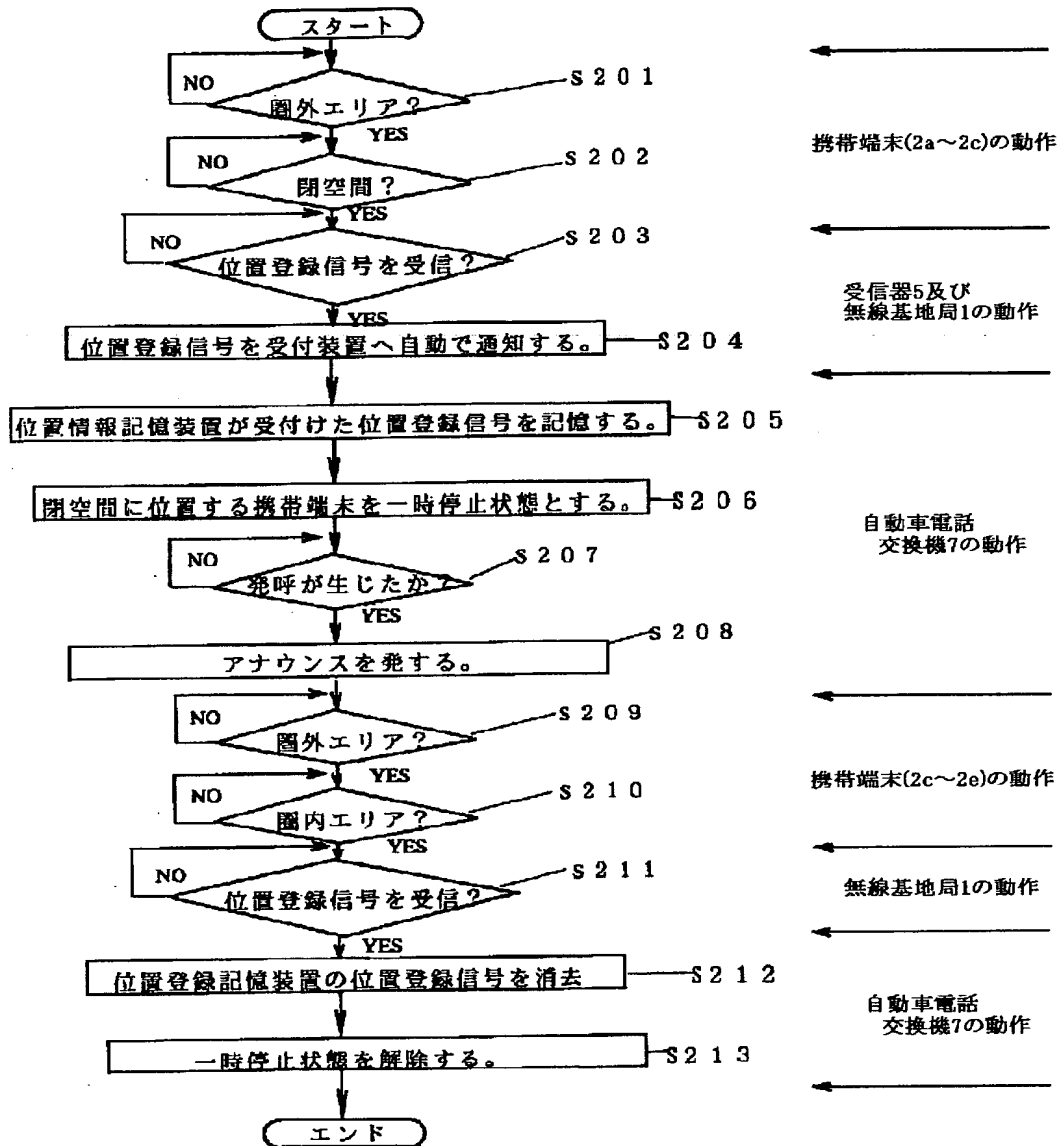 スタート
NO
圏外エリア?
S201
YES
NO
閉空間?
S202
携帯端末(2a〜2c)の動作
YES
NO
位置登録信号を受信?
S203
受信器5及び
無線基地局1の動作
YES
位置登録信号を受付装置へ自動で通知する。
S204
位置情報記憶装置が受付けた位置登録信号を記憶する。
S205
閉空間に位置する携帯端末を一時停止状態とする。
S206
自動車電話
交換機7の動作
NO
発呼が生じたか?
S207
YES
アナウンスを発する。
S208
NO
圏外エリア?
S209
YES
NO
圏内エリア?
S210
携帯端末(2c〜2e)の動作
YES
NO
位置登録信号を受信?
S211
無線基地局1の動作
YES
位置登録記憶装置の位置登録信号を消去
S212
自動車電話
交換機7の動作
一時停止状態を解除する。
S213
エンド